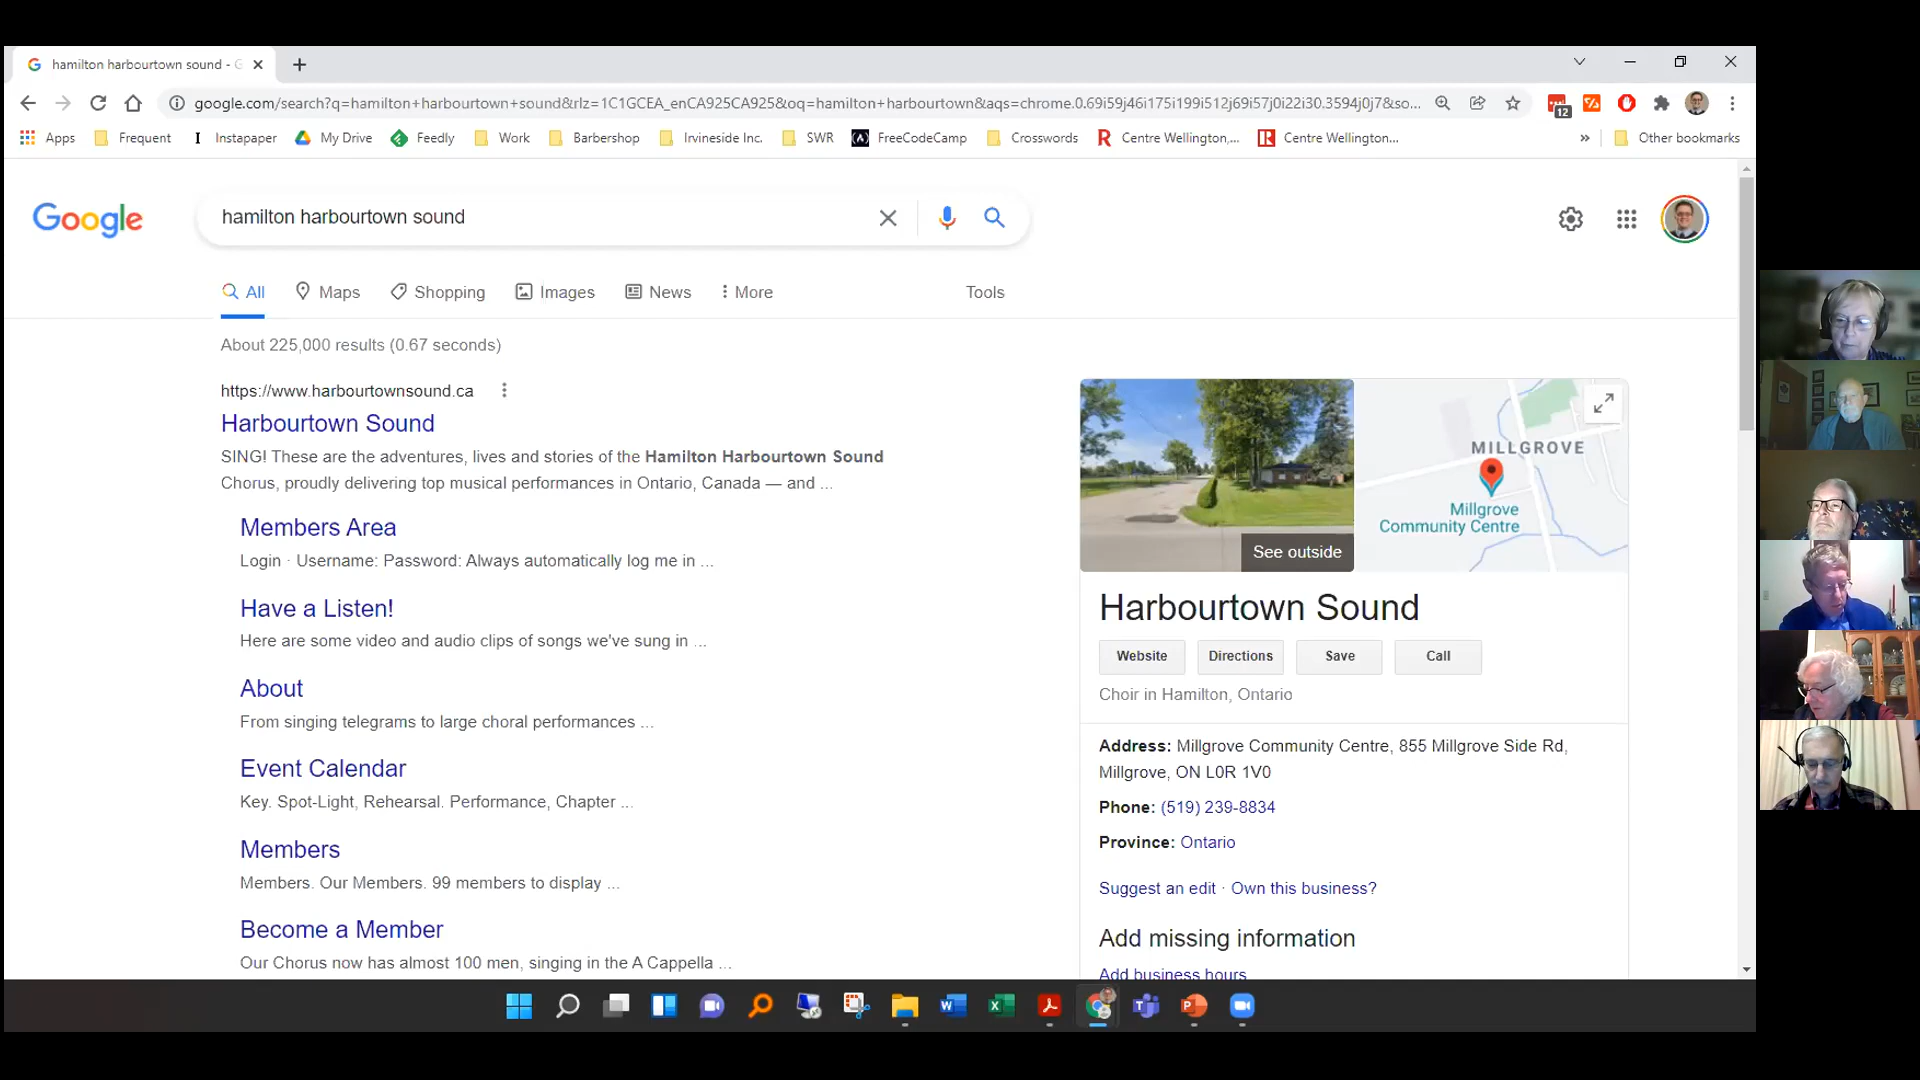 hamilton harbourtown sound - G
google.com/search?q=hamilton+harbourtown+sound&rlz=1C1GCEA_enCA925CA925&oq=hamilton+harbourtown&aqs=chrome.0.69i59j46i175i199i512j69i57j0i22i30.3594j0j7&so...
12
Apps Frequent Instapaper My Drive Feedly Work Barbershop Irvineside Inc. SWR FreeCodeCamp Crosswords Centre Wellington,... Centre Wellington... » Other bookmarks
Google
hamilton harbourtown sound
All Maps Shopping Images News More Tools
About 225,000 results (0.67 seconds)
https://www.harbourtownsound.ca
Harbourtown Sound
SING! These are the adventures, lives and stories of the Hamilton Harbourtown Sound
Chorus, proudly delivering top musical performances in Ontario, Canada — and ...
Members Area
Login · Username: Password: Always automatically log me in ...
Have a Listen!
Here are some video and audio clips of songs we've sung in ...
About
From singing telegrams to large choral performances ...
Event Calendar
Key. Spot-Light, Rehearsal. Performance, Chapter ...
Members
Members. Our Members. 99 members to display ...
Become a Member
Our Chorus now has almost 100 men, singing in the A Cappella ...
See outside
MILLGROVE
Millgrove
Community Centre
Harbourtown Sound
Website Directions Save Call
Choir in Hamilton, Ontario
Address: Millgrove Community Centre, 855 Millgrove Side Rd,
Millgrove, ON L0R 1V0
Phone: (519) 239-8834
Province: Ontario
Suggest an edit · Own this business?
Add missing information
Add business hours